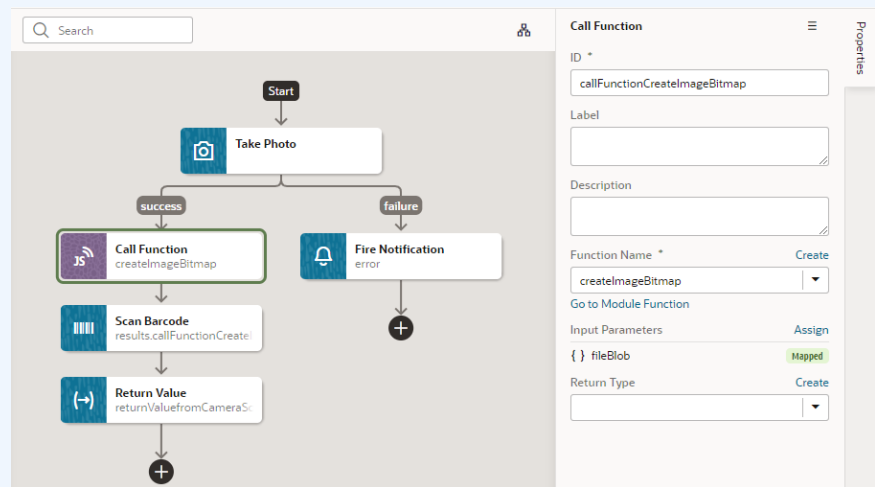 Search
Start
Take Photo
success
failure
Call Function
createImageBitmap
Fire Notification
error
Scan Barcode
results.callFunctionCreate
Return Value
returnValuefromCameraSc
Call Function
Properties
ID *
callFunctionCreateImageBitmap
Label
Description
Function Name * Create
createImageBitmap
Go to Module Function
Input Parameters Assign
{ } fileBlob Mapped
Return Type Create